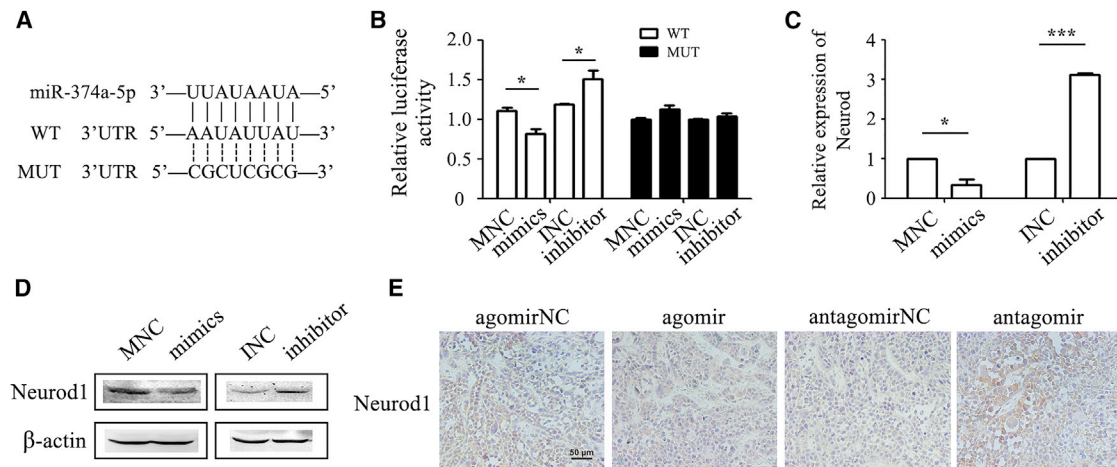 A
miR-374a-5p 3’—UUAUAAUA—5’
WT 3’UTR 5’—AAUAUUAU—3’
MUT 3’UTR 5’—CGCUCGCG—3’
B
Relative luciferase activity
2.0
1.5
1.0
0.5
0
WT
MUT
*
*
MNC
mimics
INC
inhibitor
MNC
mimics
INC
inhibitor
C
Relative expression of Neurod
4
3
2
1
0
*
***
MNC
mimics
INC
inhibitor
D
MNC
mimics
INC
inhibitor
Neurod1
β-actin
E
agomirNC
agomir
antagomirNC
antagomir
Neurod1
50 μm